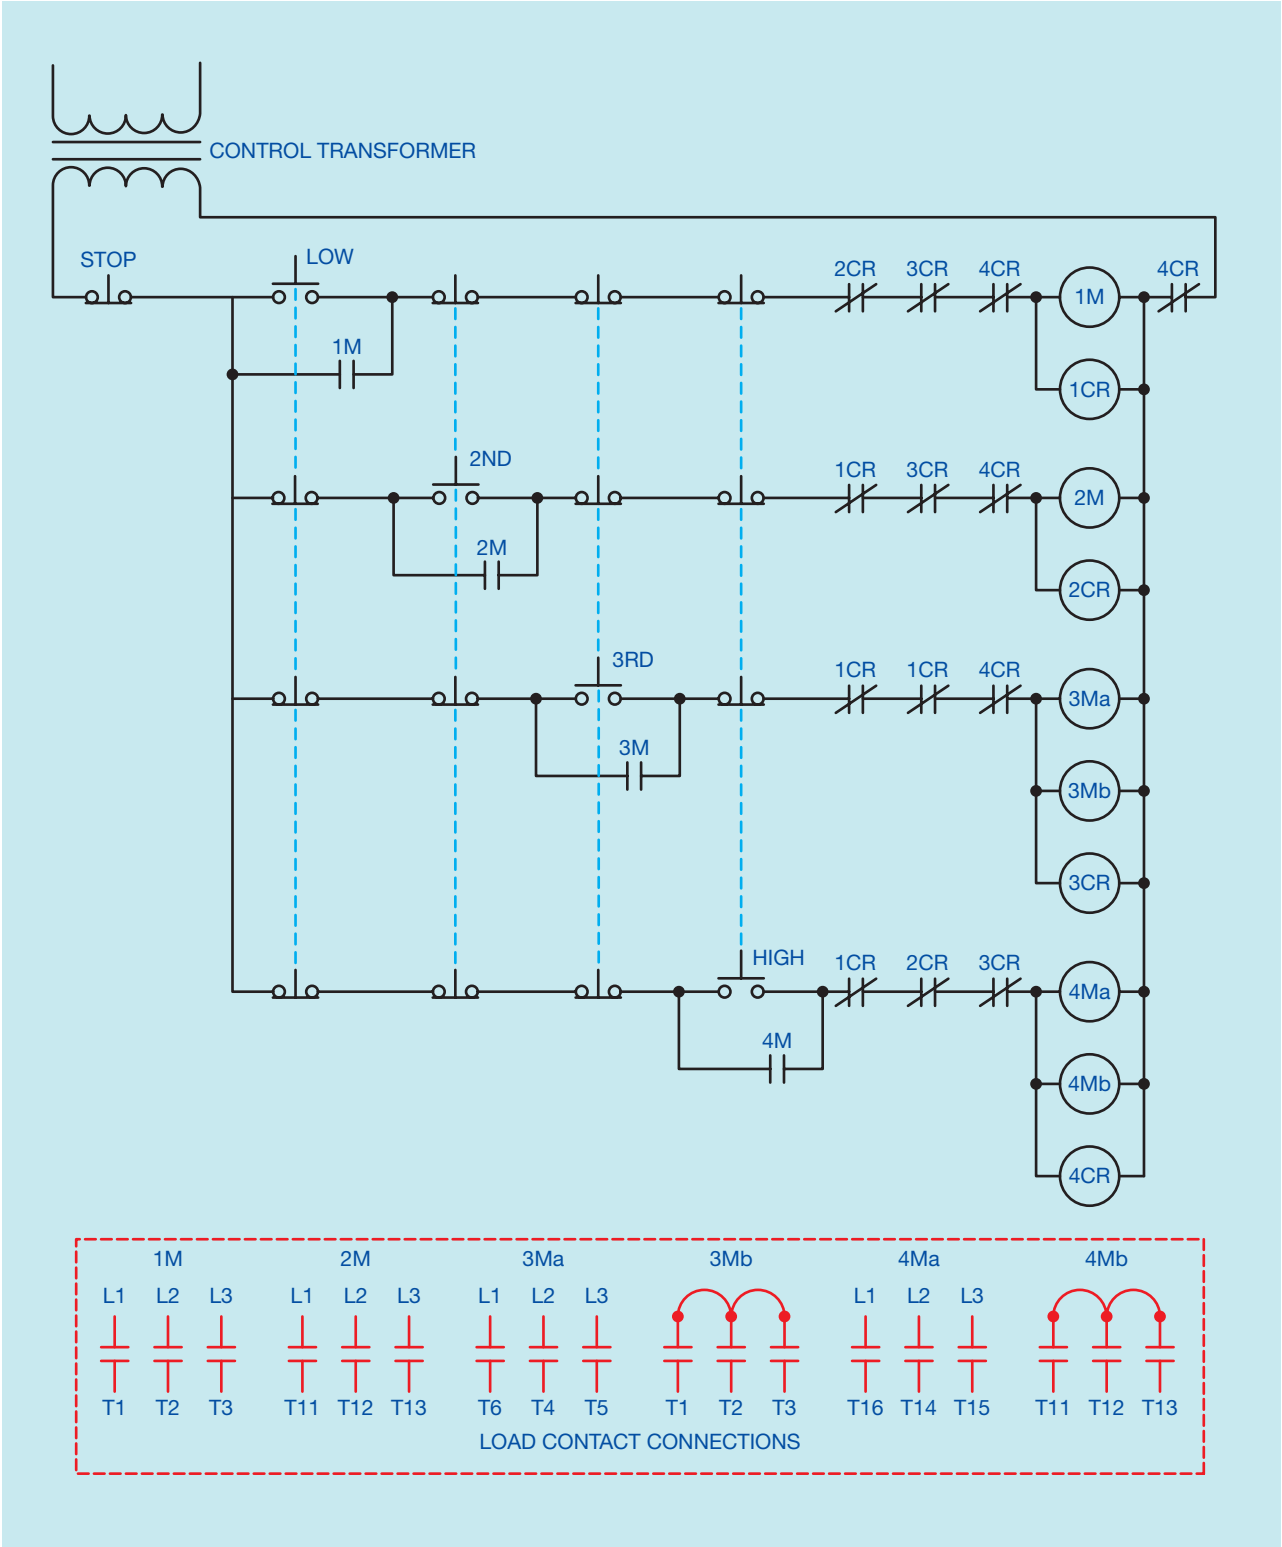 CONTROL TRANSFORMER
STOP
LOW
2CR 3CR 4CR 1M 4CR
1M
1CR
2ND
1CR 3CR 4CR 2M
2M
2CR
3RD
1CR 1CR 4CR 3Ma
3M
3Mb
3CR
HIGH
1CR 2CR 3CR 4Ma
4M
4Mb
4CR
1M 2M 3Ma 3Mb 4Ma 4Mb
L1 L2 L3 L1 L2 L3 L1 L2 L3 L1 L2 L3
T1 T2 T3 T11 T12 T13 T6 T4 T5 T1 T2 T3 T16 T14 T15 T11 T12 T13
LOAD CONTACT CONNECTIONS